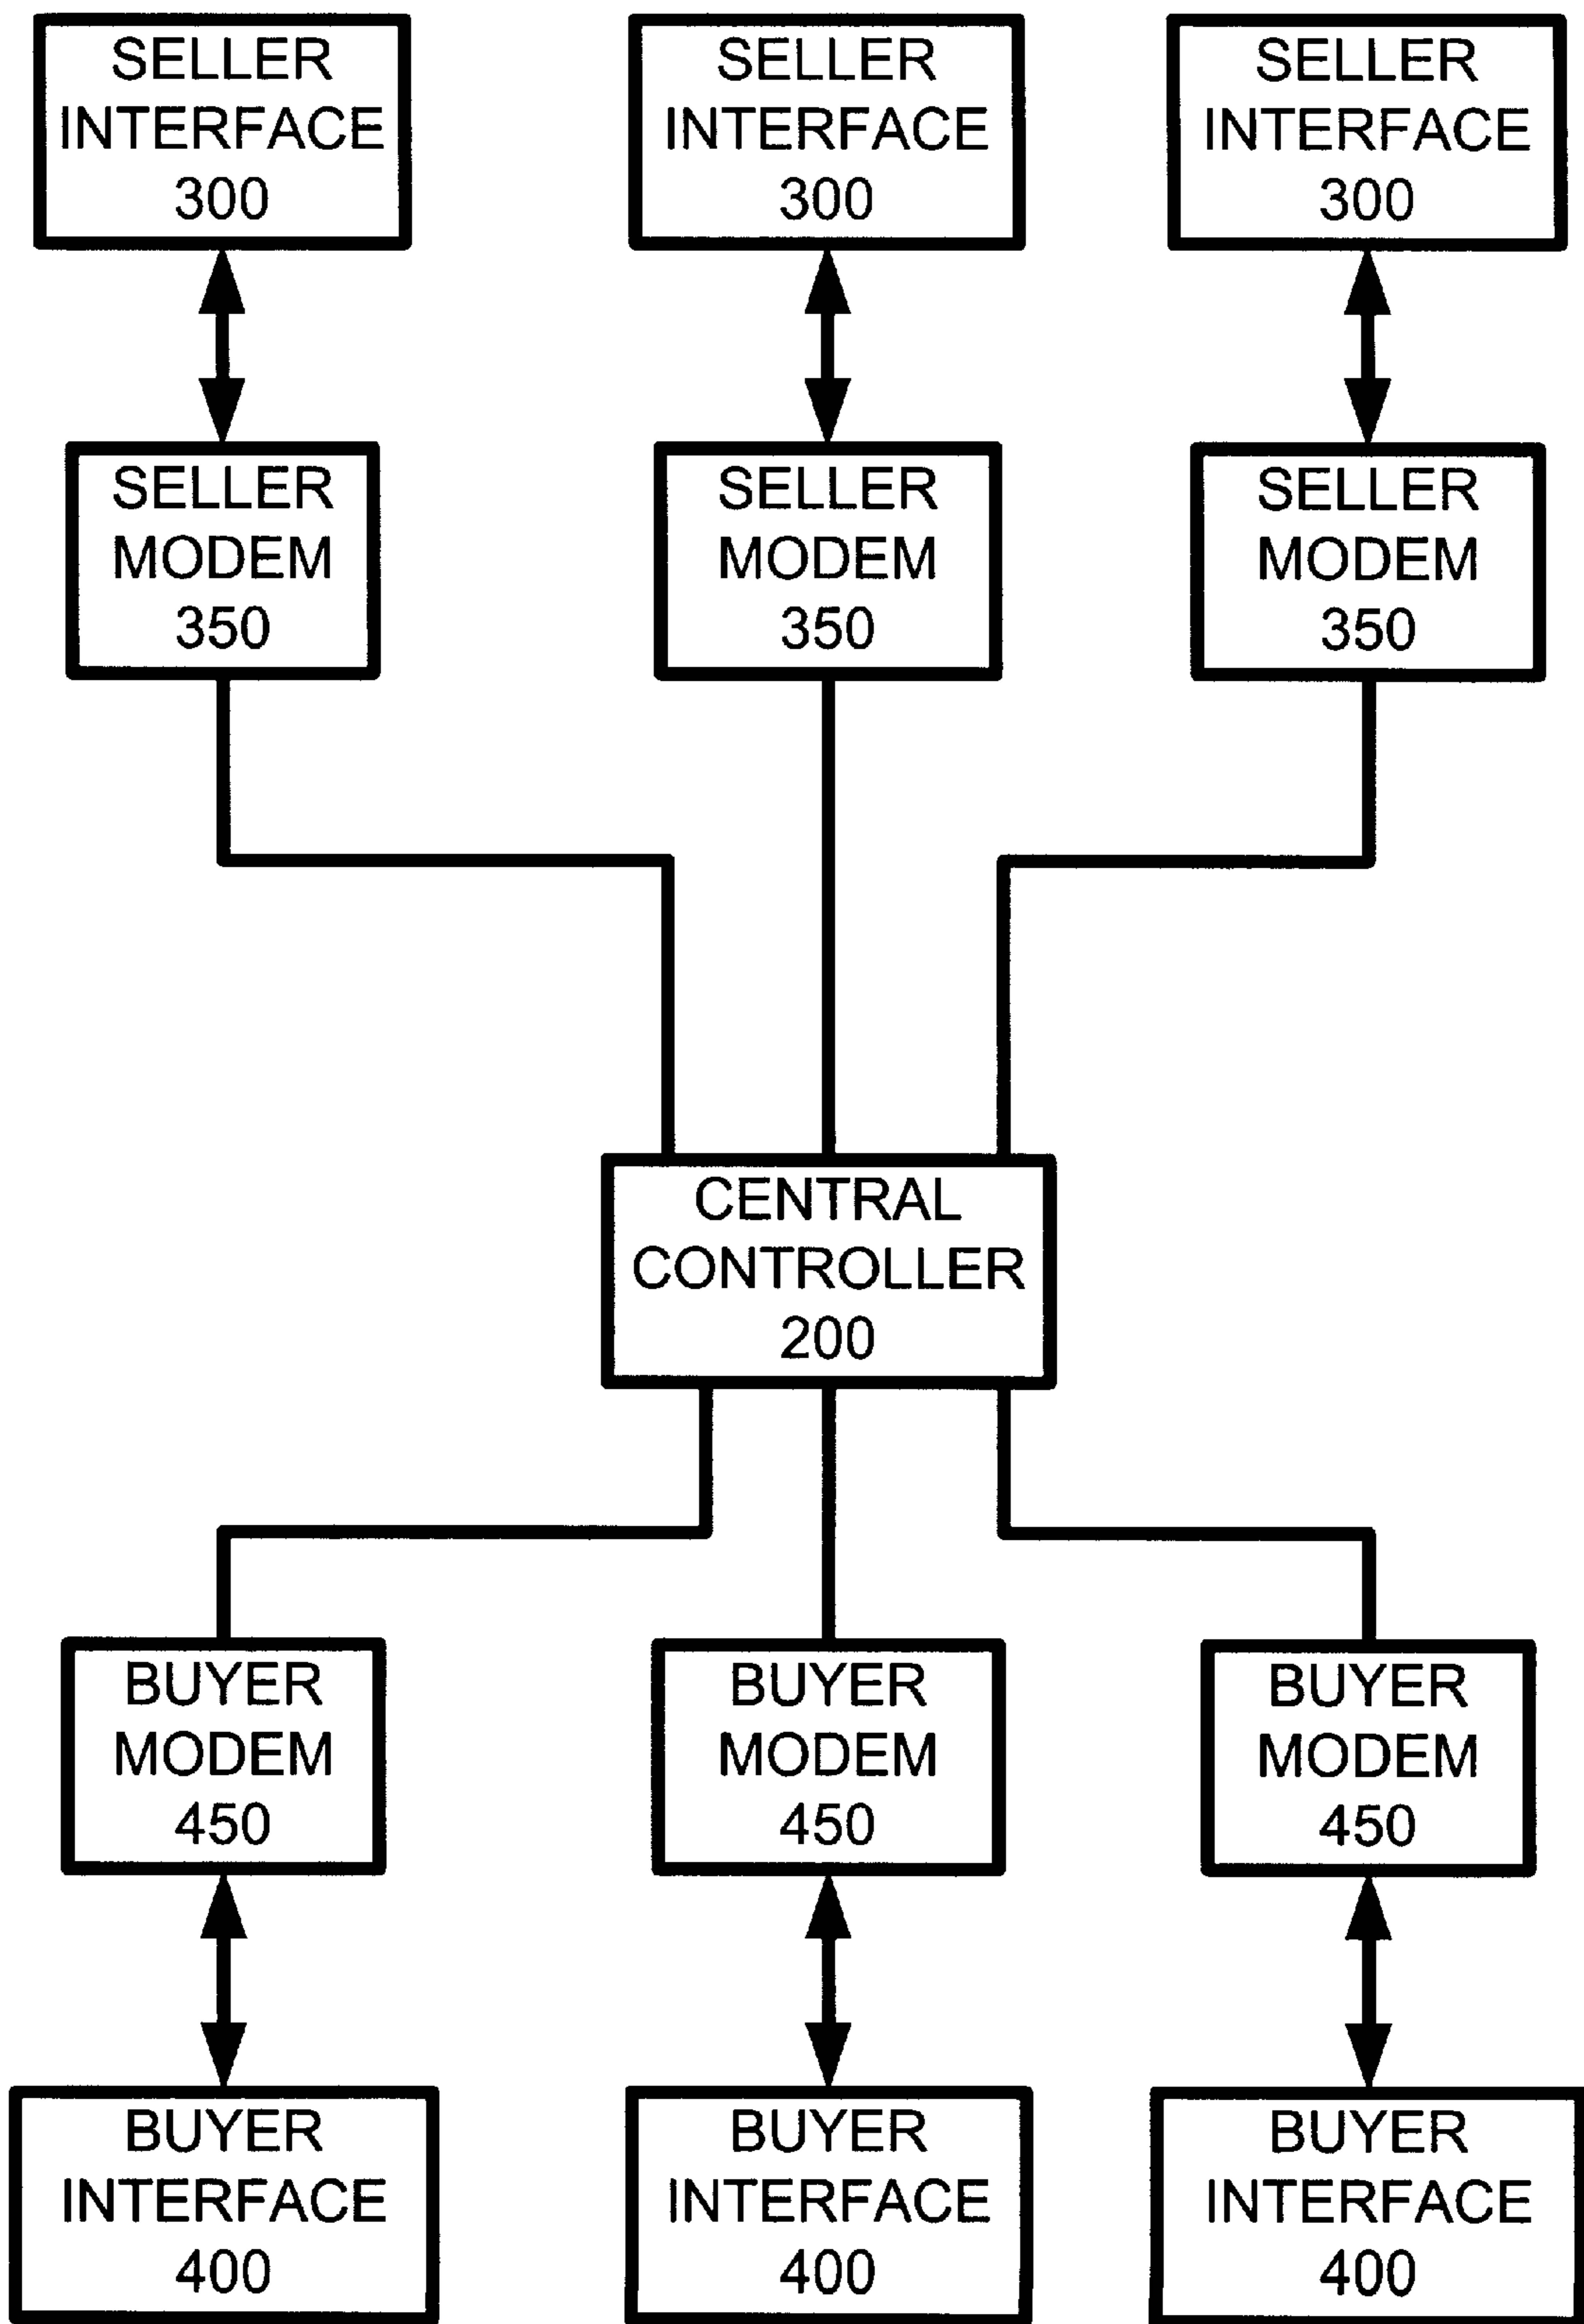 SELLER
INTERFACE
300
SELLER
INTERFACE
300
SELLER
INTERFACE
300
SELLER
MODEM
350
SELLER
MODEM
350
SELLER
MODEM
350
CENTRAL
CONTROLLER
200
BUYER
MODEM
450
BUYER
MODEM
450
BUYER
MODEM
450
BUYER
INTERFACE
400
BUYER
INTERFACE
400
BUYER
INTERFACE
400